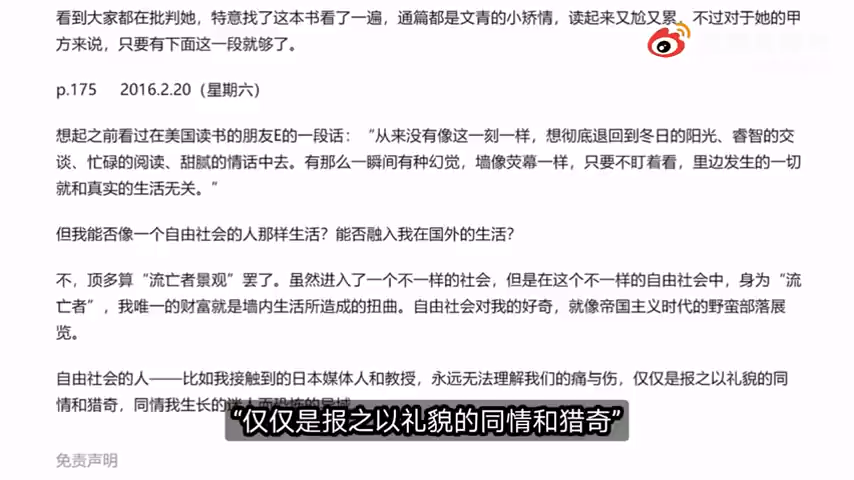 看到大家都在批判她，特意找了这本书看了一遍，通篇都是文青的小矫情，读起来又尬又累，不过对于她的甲
方来说，只要有下面这一段就够了。
p.175 2016.2.20（星期六）
想起之前看过在美国读书的朋友E的一段话：“从来没有像这一刻一样，想彻底退回到冬日的阳光、睿智的交
谈、忙碌的阅读、甜腻的情话中去。有那么一瞬间有种幻觉，墙像荧幕一样，只要不盯着看，里边发生的一切
就和真实的生活无关。”
但我能否像一个自由社会的人那样生活？能否融入我在国外的生活？
不，顶多算“流亡者景观”罢了。虽然进入了一个不一样的社会，但是在这个不一样的自由社会中，身为“流
亡者”，我唯一的财富就是墙内生活所造成的扭曲。自由社会对我的好奇，就像帝国主义时代的野蛮部落展
览。
自由社会的人——比如我接触到的日本媒体人和教授，永远无法理解我们的痛与伤，仅仅是报之以礼貌的同
情和猎奇，同情我生长的
“仅仅是报之以礼貌的同情和猎奇”
免责声明